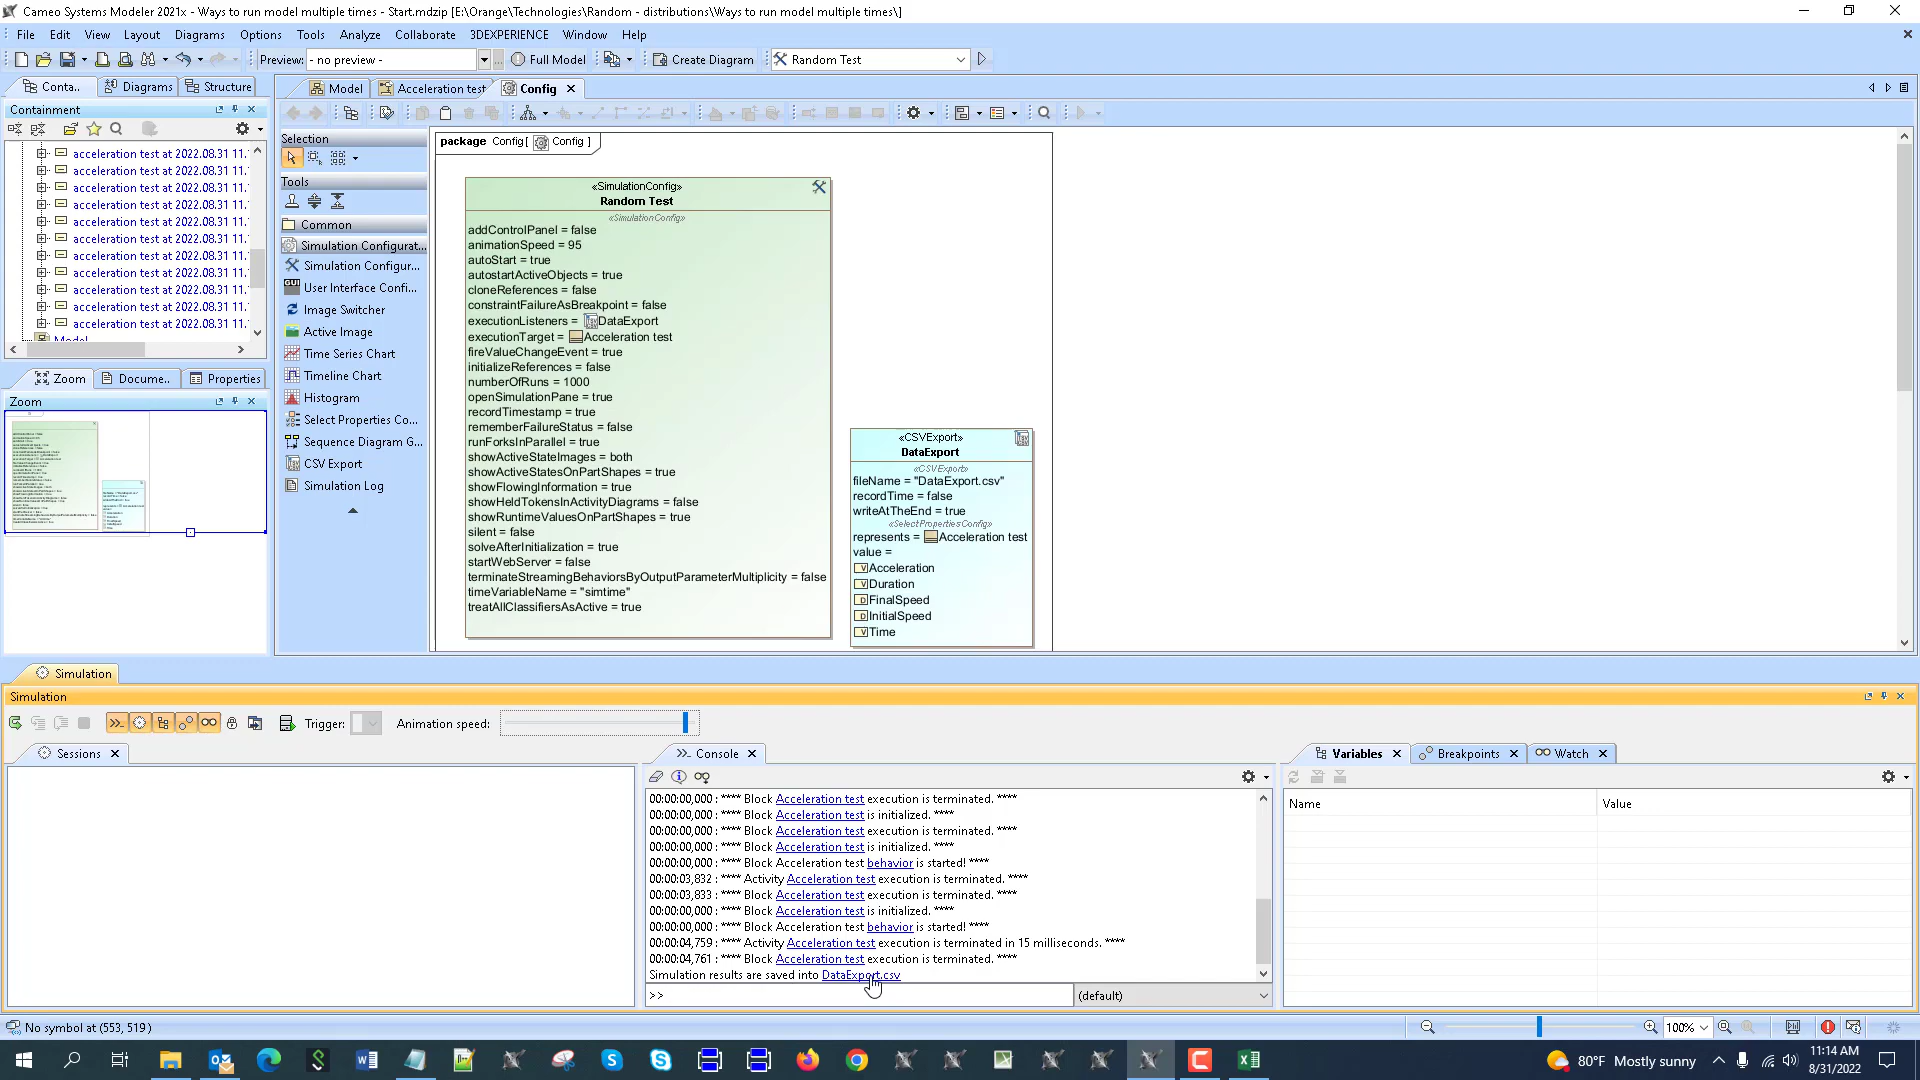 Cameo Systems Modeler 2021x - Ways to run model multiple times - Start.mdzip [E:\Orange\Technologies\Random - distributions\Ways to run model multiple times\]
File Edit View Layout Diagrams Options Tools Analyze Collaborate 3DEXPERIENCE Window Help
Preview: - no preview - Full Model Create Diagram Random Test
Conta.. Diagrams Structure
Model Acceleration test Config
Containment
acceleration test at 2022.08.31 11.
acceleration test at 2022.08.31 11.
acceleration test at 2022.08.31 11.
acceleration test at 2022.08.31 11.
acceleration test at 2022.08.31 11.
acceleration test at 2022.08.31 11.
acceleration test at 2022.08.31 11.
acceleration test at 2022.08.31 11.
acceleration test at 2022.08.31 11.
acceleration test at 2022.08.31 11.
acceleration test at 2022.08.31 11.
Model
Zoom Docume.. Properties
Zoom
Selection
Tools
Common
Simulation Configurat...
Simulation Configur...
User Interface Confi...
Image Switcher
Active Image
Time Series Chart
Timeline Chart
Histogram
Select Properties Co...
Sequence Diagram G...
CSV Export
Simulation Log
package Config[ Config ]
«SimulationConfig»
Random Test
«SimulationConfig»
addControlPanel = false
animationSpeed = 95
autoStart = true
autostartActiveObjects = true
cloneReferences = false
constraintFailureAsBreakpoint = false
executionListeners = DataExport
executionTarget = Acceleration test
fireValueChangeEvent = true
initializeReferences = false
numberOfRuns = 1000
openSimulationPane = true
recordTimestamp = true
rememberFailureStatus = false
runForksInParallel = true
showActiveStateImages = both
showActiveStatesOnPartShapes = true
showFlowingInformation = true
showHeldTokensInActivityDiagrams = false
showRuntimeValuesOnPartShapes = true
silent = false
solveAfterInitialization = true
startWebServer = false
terminateStreamingBehaviorsByOutputParameterMultiplicity = false
timeVariableName = "simtime"
treatAllClassifiersAsActive = true
«CSVExport»
DataExport
«CSVExport»
fileName = "DataExport.csv"
recordTime = false
writeAtTheEnd = true
«SelectPropertiesConfig»
represents = Acceleration test
value =
V Acceleration
V Duration
D FinalSpeed
D InitialSpeed
V Time
Simulation
Simulation
Trigger: Animation speed:
Sessions
Console
00:00:00,000 : **** Block Acceleration test execution is terminated. ****
00:00:00,000 : **** Block Acceleration test is initialized. ****
00:00:00,000 : **** Block Acceleration test execution is terminated. ****
00:00:00,000 : **** Block Acceleration test is initialized. ****
00:00:00,000 : **** Block Acceleration test behavior is started! ****
00:00:03,832 : **** Activity Acceleration test execution is terminated. ****
00:00:03,833 : **** Block Acceleration test execution is terminated. ****
00:00:00,000 : **** Block Acceleration test is initialized. ****
00:00:00,000 : **** Block Acceleration test behavior is started! ****
00:00:04,759 : **** Activity Acceleration test execution is terminated in 15 milliseconds. ****
00:00:04,761 : **** Block Acceleration test execution is terminated. ****
Simulation results are saved into DataExport.csv
>> (default)
Variables Breakpoints Watch
Name Value
No symbol at (553, 519 )
100%
80°F Mostly sunny
11:14 AM
8/31/2022